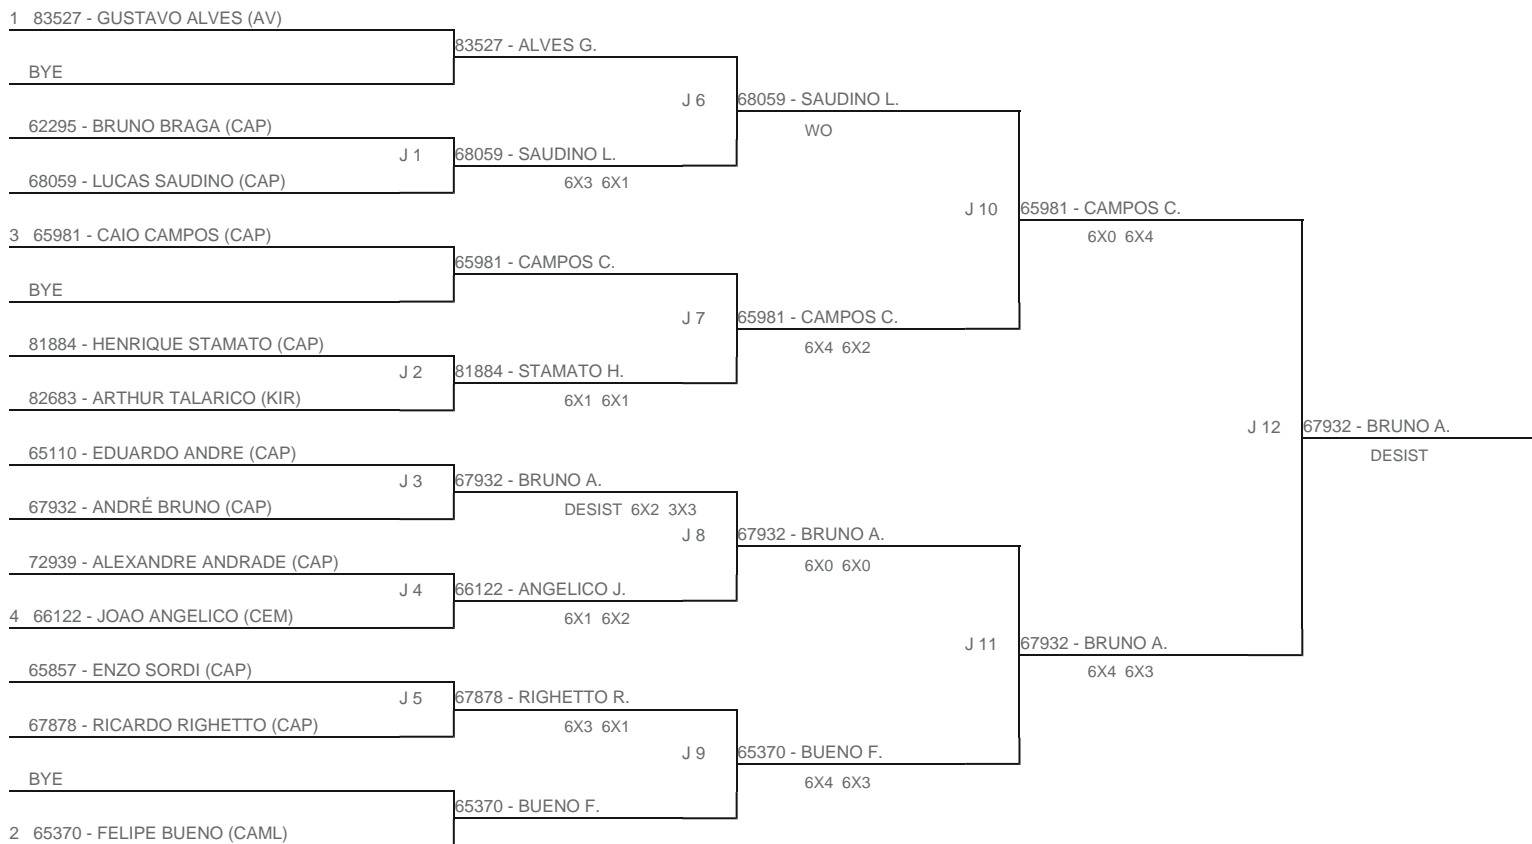 1 83527 - GUSTAVO ALVES (AV)
83527 - ALVES G.
BYE
J 6 68059 - SAUDINO L.
WO
62295 - BRUNO BRAGA (CAP)
J 1 68059 - SAUDINO L.
6X3 6X1
68059 - LUCAS SAUDINO (CAP)
J 10 65981 - CAMPOS C.
6X0 6X4
3 65981 - CAIO CAMPOS (CAP)
65981 - CAMPOS C.
BYE
J 7 65981 - CAMPOS C.
6X4 6X2
81884 - HENRIQUE STAMATO (CAP)
J 2 81884 - STAMATO H.
6X1 6X1
82683 - ARTHUR TALARICO (KIR)
J 12 67932 - BRUNO A.
DESIST
65110 - EDUARDO ANDRE (CAP)
J 3 67932 - BRUNO A.
DESIST 6X2 3X3
67932 - ANDRÉ BRUNO (CAP)
J 8 67932 - BRUNO A.
6X0 6X0
72939 - ALEXANDRE ANDRADE (CAP)
J 4 66122 - ANGELICO J.
6X1 6X2
4 66122 - JOAO ANGELICO (CEM)
J 11 67932 - BRUNO A.
6X4 6X3
65857 - ENZO SORDI (CAP)
J 5 67878 - RIGHETTO R.
6X3 6X1
67878 - RICARDO RIGHETTO (CAP)
J 9 65370 - BUENO F.
6X4 6X3
BYE
65370 - BUENO F.
2 65370 - FELIPE BUENO (CAML)